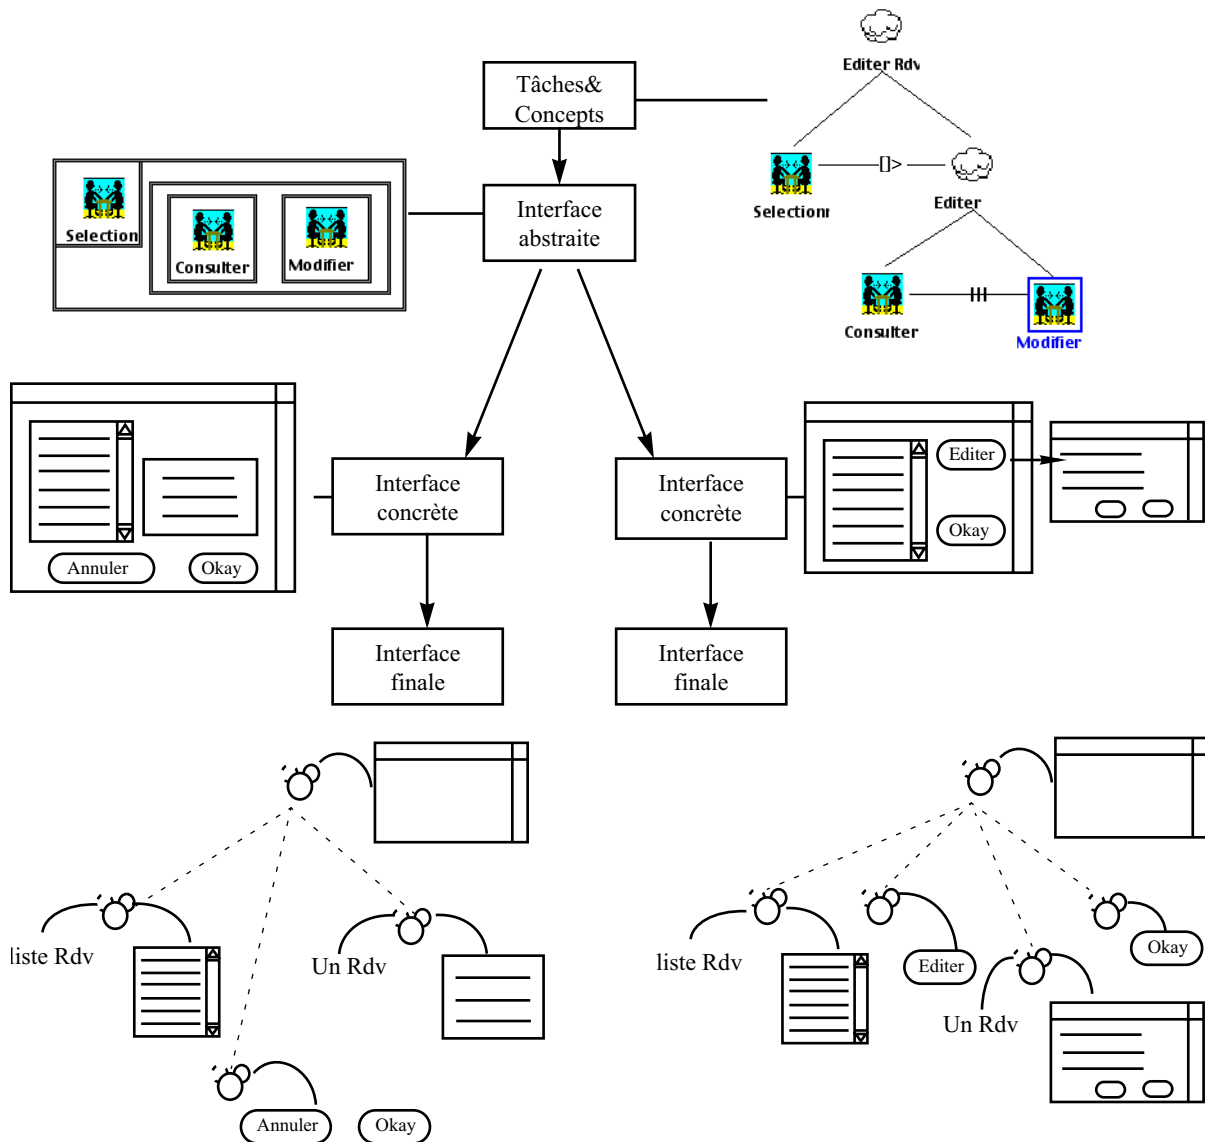 Editer Rdv
Tâches&
Concepts
[]>
Selectionr
Editer
Selection
Consulter
Modifier
Interface
abstraite
Consulter
III
Modifier
Editer
Okay
Interface
concrète
Interface
concrète
Annuler
Okay
Interface
finale
Interface
finale
liste Rdv
Un Rdv
Annuler
Okay
liste Rdv
Editer
Un Rdv
Okay